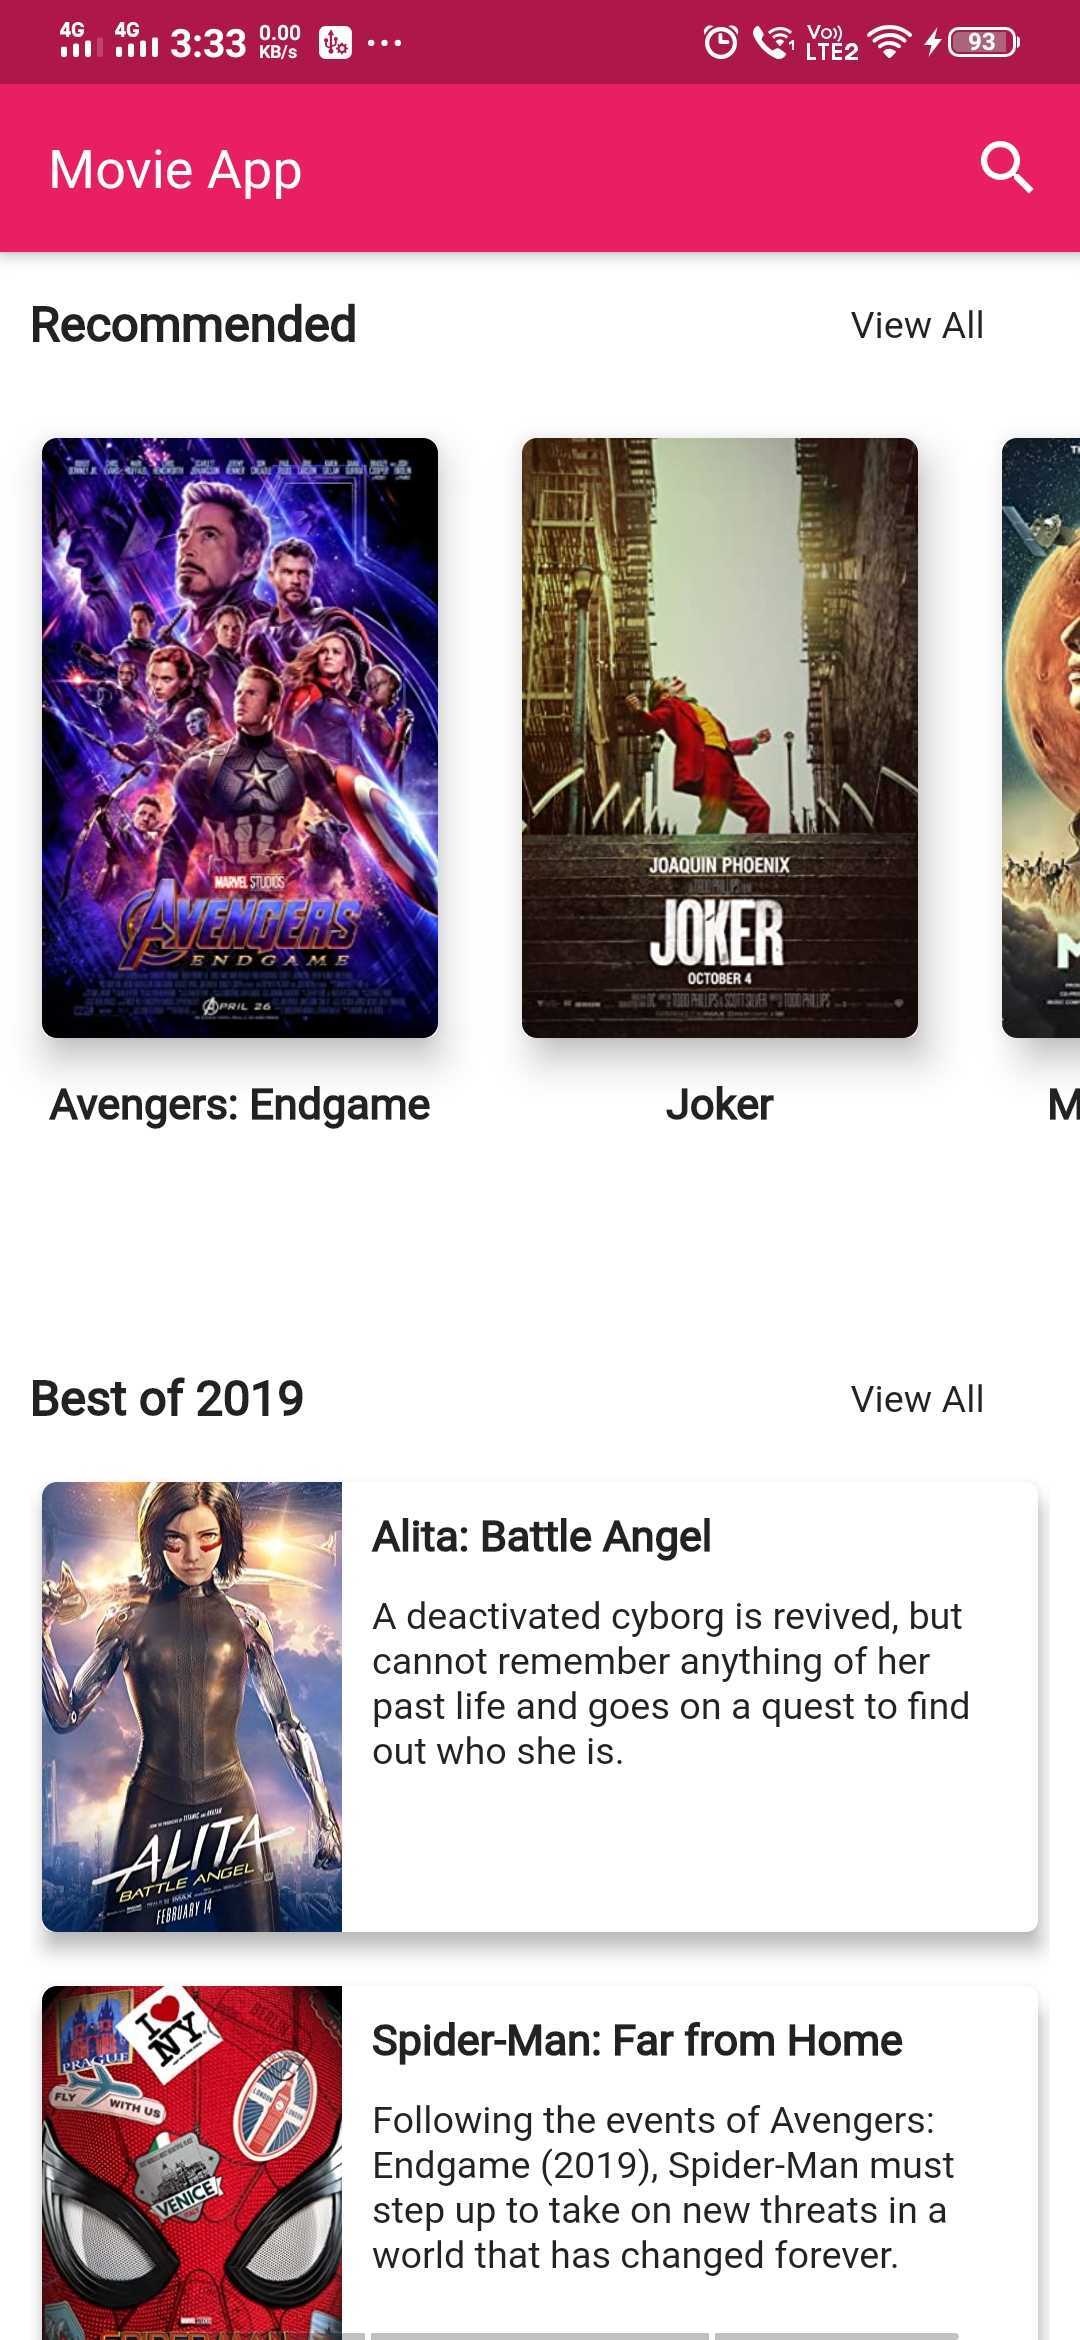 4G 4G 3:33 0.00 KB/s ... 1 Vo)) LTE2 93
Movie App
Recommended
View All
MARVEL STUDIOS
AVENGERS
ENDGAME
APRIL 26
JOAQUIN PHOENIX
JOKER
OCTOBER 4
Avengers: Endgame
Joker
M
Best of 2019
View All
ALITA
BATTLE ANGEL
FEBRUARY 14
Alita: Battle Angel
A deactivated cyborg is revived, but
cannot remember anything of her
past life and goes on a quest to find
out who she is.
I ♥
NY
PRAGUE
FLY WITH US
LONDON LONDON
VENICE
Spider-Man: Far from Home
Following the events of Avengers:
Endgame (2019), Spider-Man must
step up to take on new threats in a
world that has changed forever.